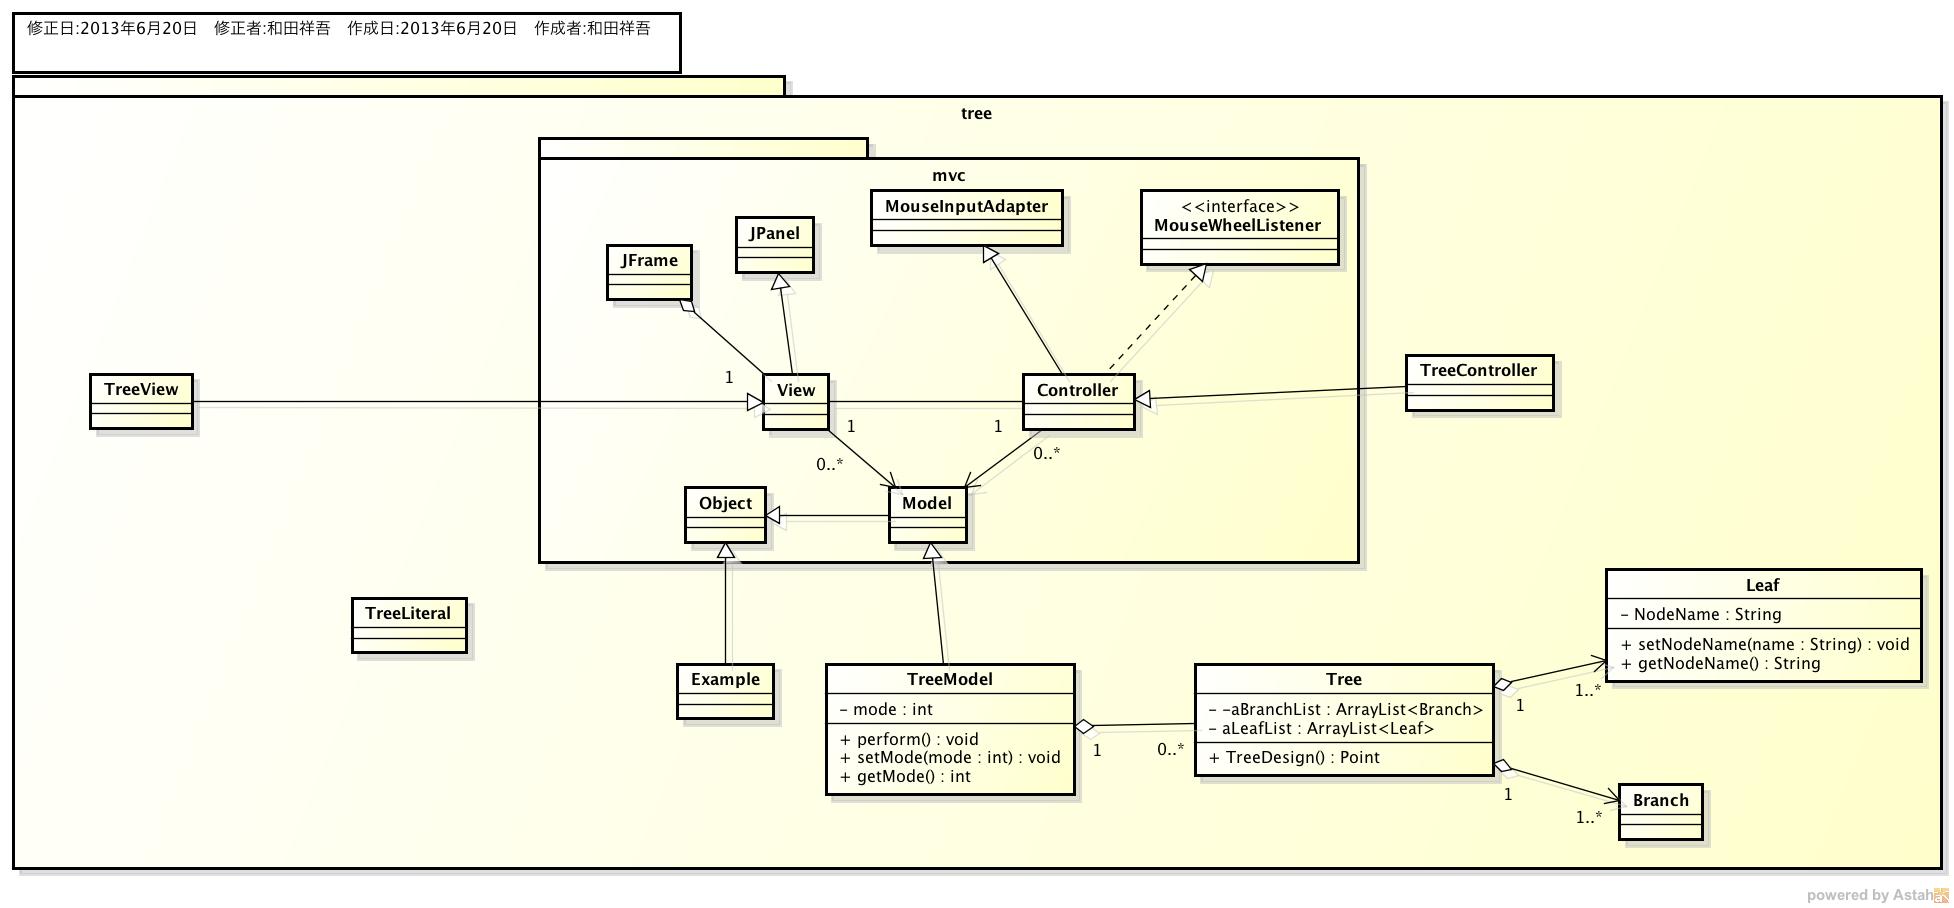 修正日:2013年6月20日　修正者:和田祥吾　作成日:2013年6月20日　作成者:和田祥吾
tree
mvc
MouseInputAdapter
<<interface>>
MouseWheelListener
JPanel
JFrame
TreeView
1
View
Controller
TreeController
1
1
0..*
0..*
Object
Model
TreeLiteral
Example
TreeModel
- mode : int
+ perform() : void
+ setMode(mode : int) : void
+ getMode() : int
1
0..*
Tree
- -aBranchList : ArrayList<Branch>
- aLeafList : ArrayList<Leaf>
+ TreeDesign() : Point
1
1..*
Leaf
- NodeName : String
+ setNodeName(name : String) : void
+ getNodeName() : String
1
1..*
Branch
powered by Astah